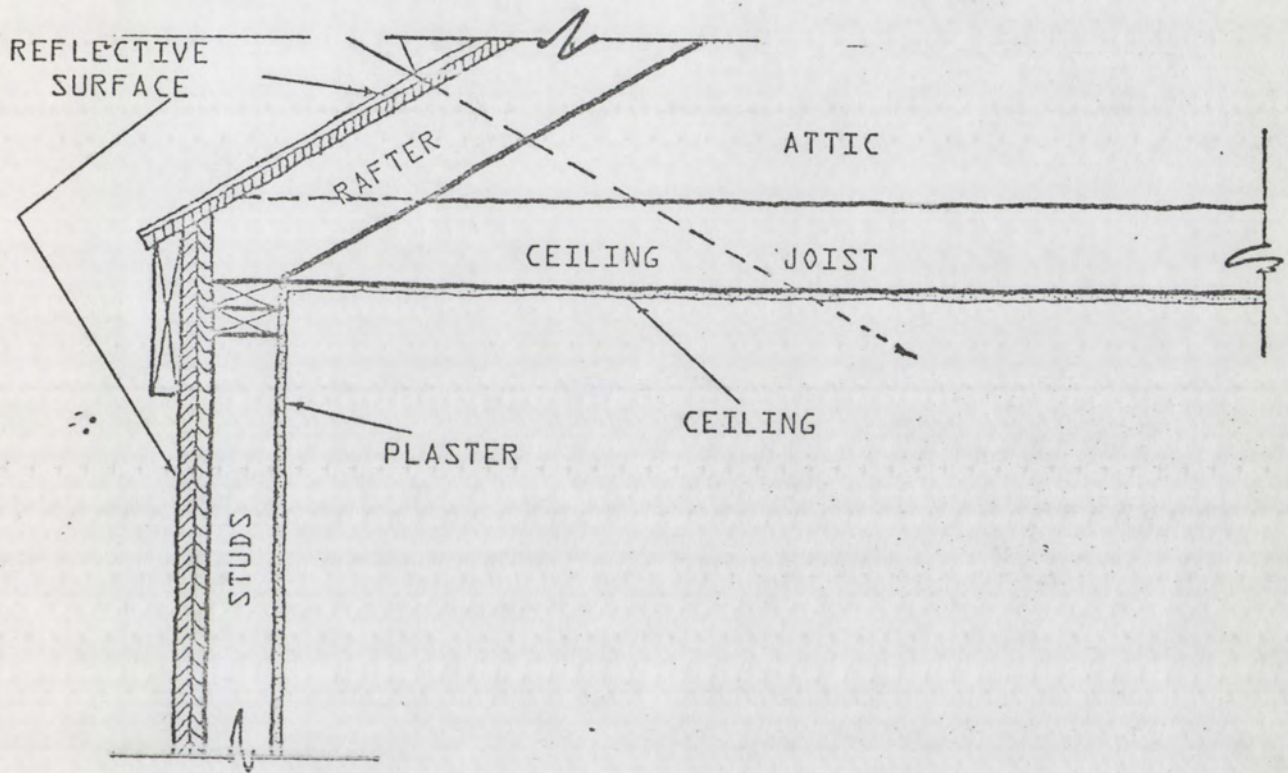 REFLECTIVE
SURFACE
ATTIC
RAFTER
CEILING JOIST
CEILING
PLASTER
STUDS